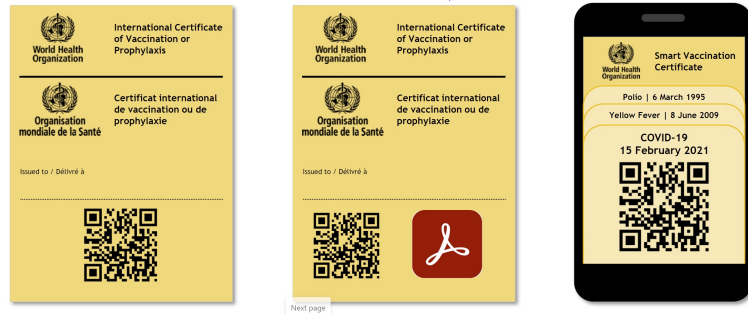 World Health
Organization
International Certificate
of Vaccination or
Prophylaxis
Organisation
mondiale de la Santé
Certificat international
de vaccination ou de
prophylaxie
Issued to / Délivré à
World Health
Organization
International Certificate
of Vaccination or
Prophylaxis
Organisation
mondiale de la Santé
Certificat international
de vaccination ou de
prophylaxie
Issued to / Délivré à
Next page
World Health
Organization
Smart Vaccination
Certificate
Polio | 6 March 1995
Yellow Fever | 8 June 2009
COVID-19
15 February 2021